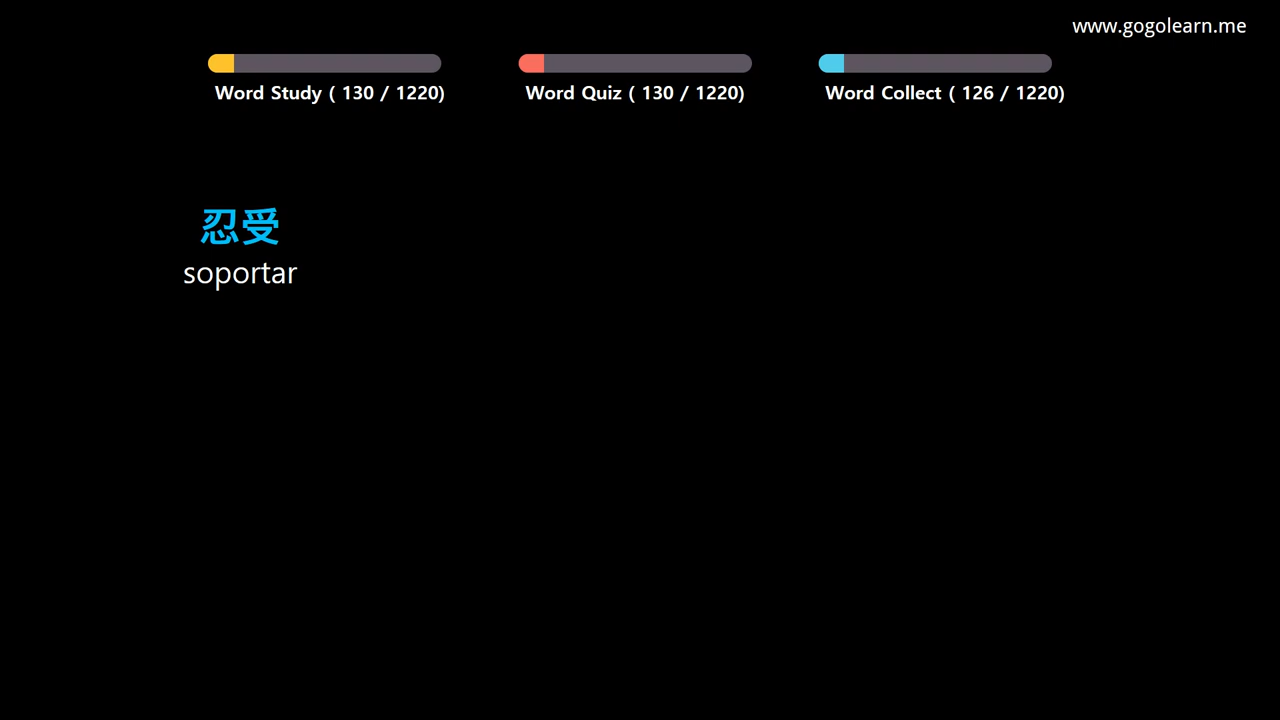 www.gogolearn.me
Word Study ( 130 / 1220)
Word Quiz ( 130 / 1220)
Word Collect ( 126 / 1220)
忍受
soportar